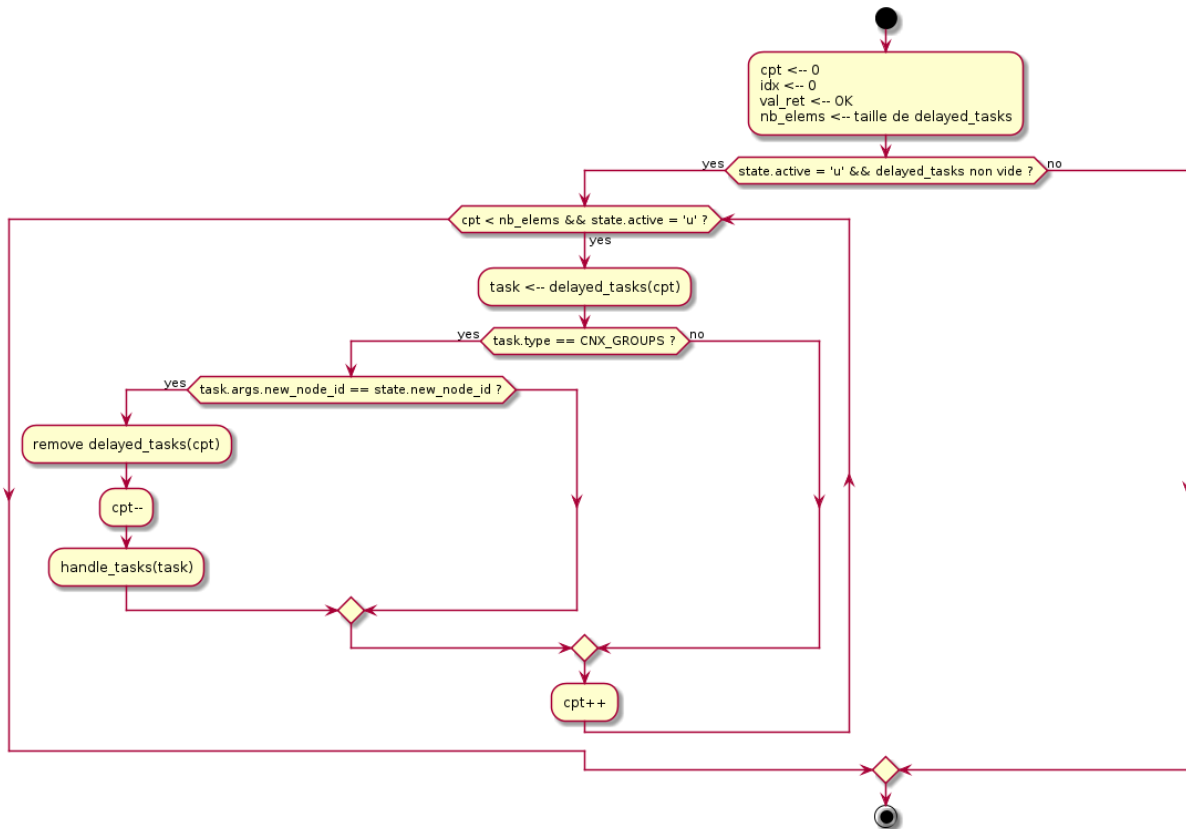 cpt <-- 0
idx <-- 0
val_ret <-- OK
nb_elems <-- taille de delayed_tasks
yes
state.active = 'u' && delayed_tasks non vide ?
no
cpt < nb_elems && state.active = 'u' ?
yes
task <-- delayed_tasks(cpt)
yes
task.type == CNX_GROUPS ?
no
yes
task.args.new_node_id == state.new_node_id ?
remove delayed_tasks(cpt)
cpt--
handle_tasks(task)
cpt++